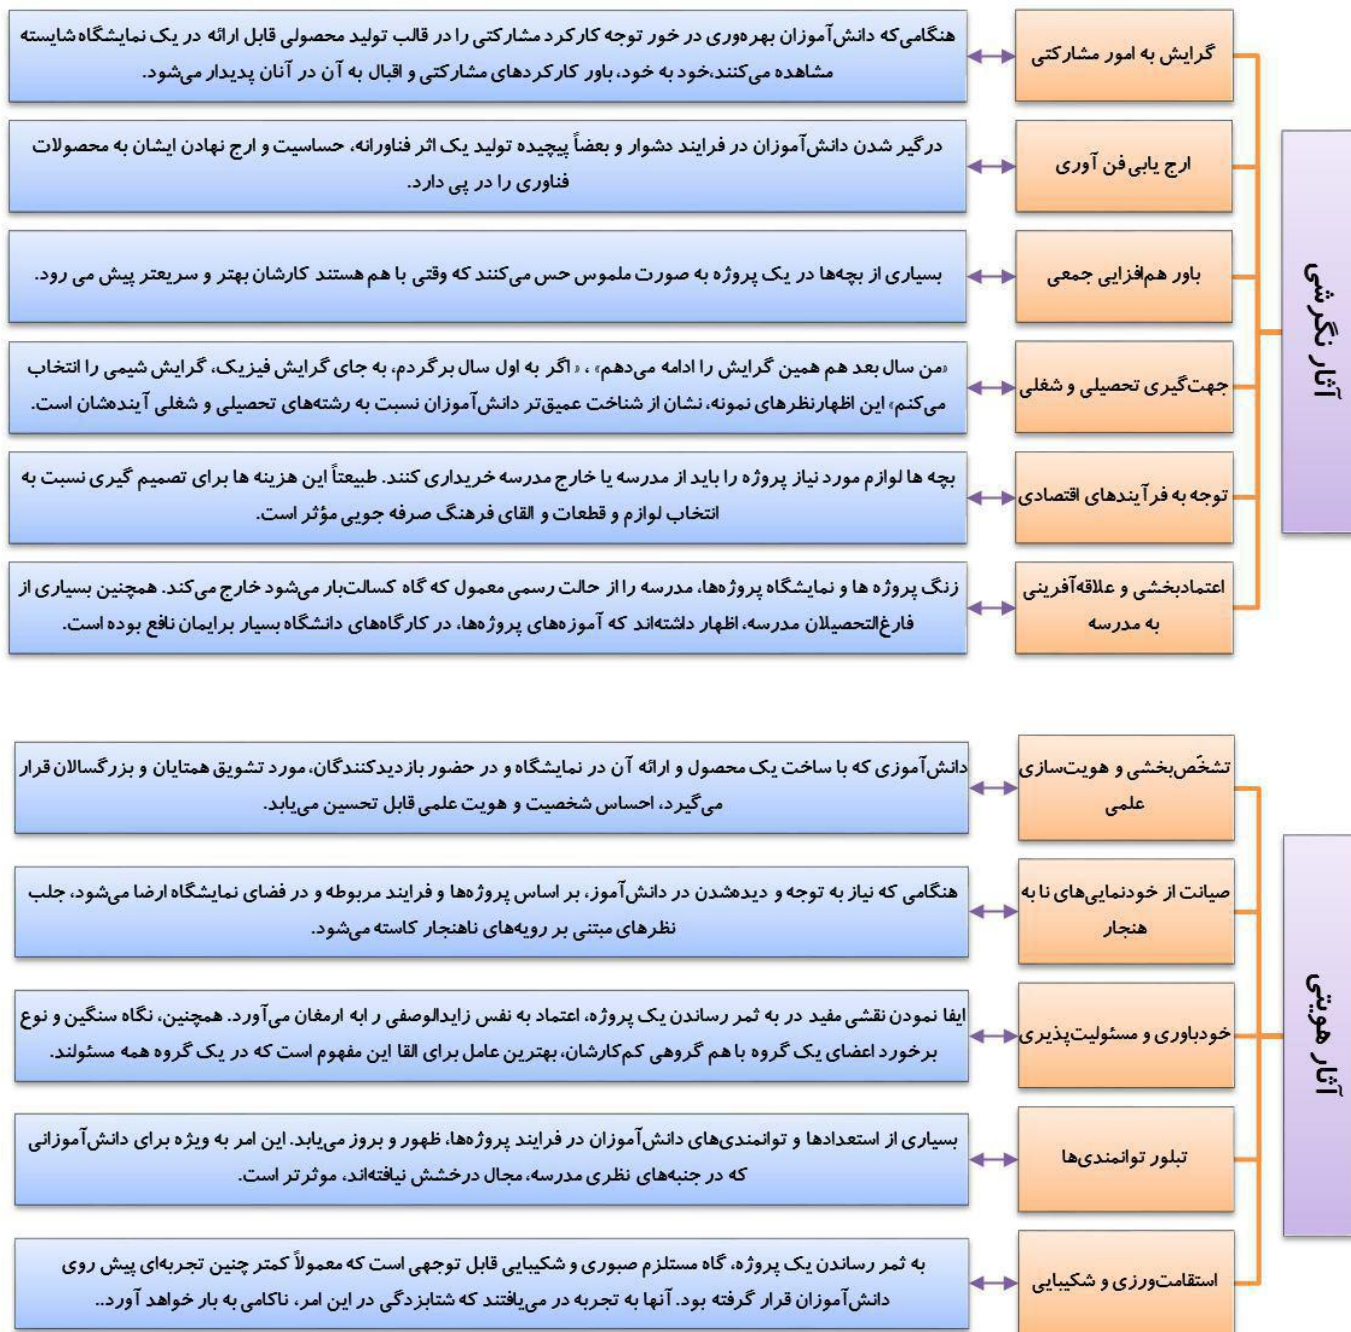 آثار نگرشی
گرایش به امور مشارکتی
هنگامی‌که دانش‌آموزان بهره‌وری در خور توجه کارکرد مشارکتی را در قالب تولید محصولی قابل ارائه در یک نمایشگاه شایسته
مشاهده می‌کنند،خود به خود، باور کارکردهای مشارکتی و اقبال به آن در آنان پدیدار می‌شود.
ارج یابی فن آوری
درگیر شدن دانش‌آموزان در فرایند دشوار و بعضاً پیچیده تولید یک اثر فناورانه، حساسیت و ارج نهادن ایشان به محصولات
فناوری را در پی دارد.
باور هم‌افزایی جمعی
بسیاری از بچه‌ها در یک پروژه به صورت ملموس حس می‌کنند که وقتی با هم هستند کارشان بهتر و سریعتر پیش می رود.
جهت‌گیری تحصیلی و شغلی
«من سال بعد هم همین گرایش را ادامه می‌دهم» ، « اگر به اول سال برگردم، به جای گرایش فیزیک، گرایش شیمی را انتخاب
می‌کنم» این اظهارنظرهای نمونه، نشان از شناخت عمیق‌تر دانش‌آموزان نسبت به رشته‌های تحصیلی و شغلی آینده‌شان است.
توجه به فرآیندهای اقتصادی
بچه ها لوازم مورد نیاز پروژه را باید از مدرسه یا خارج مدرسه خریداری کنند. طبیعتاً این هزینه ها برای تصمیم گیری نسبت به
انتخاب لوازم و قطعات و القای فرهنگ صرفه جویی مؤثر است.
اعتمادبخشی و علاقه‌آفرینی
به مدرسه
زنگ پروژه ها و نمایشگاه پروژه‌ها، مدرسه را از حالت رسمی معمول که گاه کسالت‌بار می‌شود خارج می‌کند. همچنین بسیاری از
فارغ‌التحصیلان مدرسه، اظهار داشته‌اند که آموزه‌های پروژه‌ها، در کارگاه‌های دانشگاه بسیار برایمان نافع بوده است.
آثار هویتی
تشخّص‌بخشی و هویت‌سازی
علمی
دانش‌آموزی که با ساخت یک محصول و ارائه آن در نمایشگاه و در حضور بازدیدکنندگان، مورد تشویق همتایان و بزرگسالان قرار
می‌گیرد، احساس شخصیت و هویت علمی قابل تحسین می‌یابد.
صیانت از خودنمایی‌های نا به
هنجار
هنگامی که نیاز به توجه و دیده‌شدن در دانش‌آموز، بر اساس پروژه‌ها و فرایند مربوطه و در فضای نمایشگاه ارضا می‌شود، جلب
نظرهای مبتنی بر رویه‌های ناهنجار کاسته می‌شود.
خودباوری و مسئولیت‌پذیری
ایفا نمودن نقشی مفید در به ثمر رساندن یک پروژه، اعتماد به نفس زایدالوصفی را به ارمغان می‌آورد. همچنین، نگاه سنگین و نوع
برخورد اعضای یک گروه با هم گروهی کم‌کارشان، بهترین عامل برای القا این مفهوم است که در یک گروه همه مسئولند.
تبلور توانمندی‌ها
بسیاری از استعدادها و توانمندی‌های دانش‌آموزان در فرایند پروژه‌ها، ظهور و بروز می‌یابد. این امر به ویژه برای دانش‌آموزانی
که در جنبه‌های نظری مدرسه، مجال درخشش نیافته‌اند، موثر تر است.
استقامت‌ورزی و شکیبایی
به ثمر رساندن یک پروژه، گاه مستلزم صبوری و شکیبایی قابل توجهی است که معمولاً کمتر چنین تجربه‌ای پیش روی
دانش‌آموزان قرار گرفته بود. آنها به تجربه در می‌یافتند که شتابزدگی در این امر، ناکامی به بار خواهد آورد..